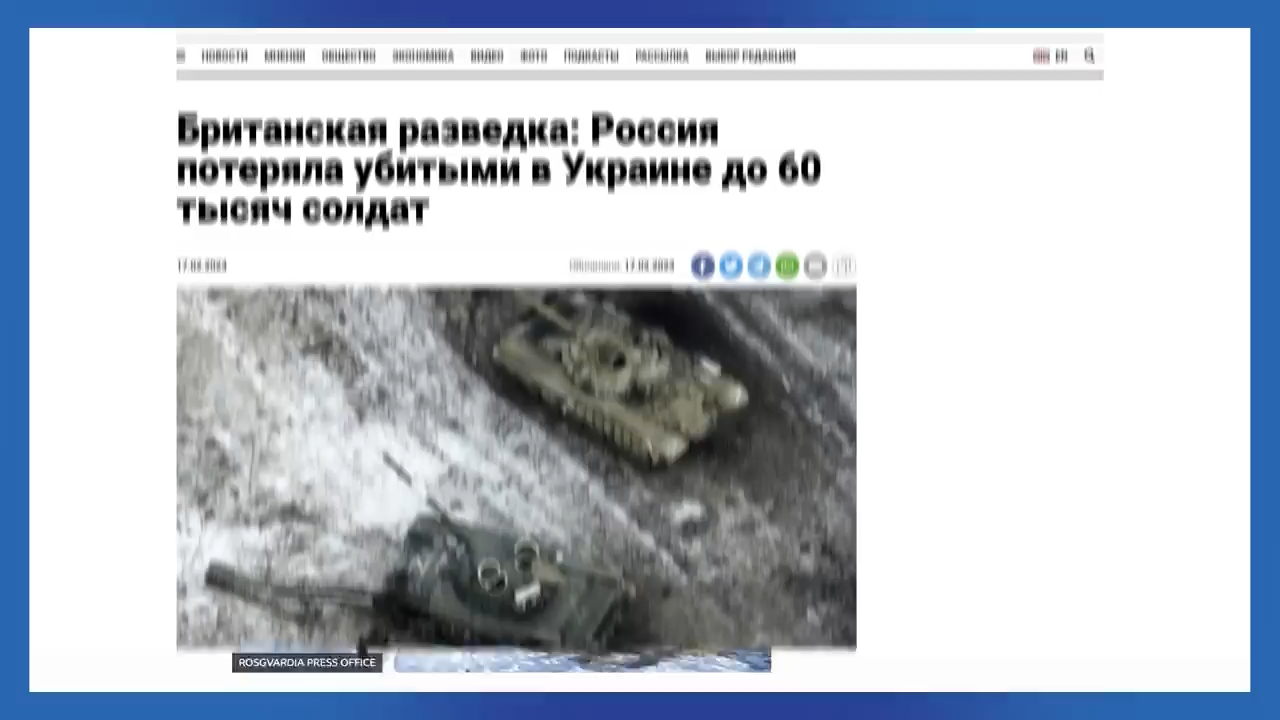 НОВОСТИ МНЕНИЯ ОБЩЕСТВО ЭКОНОМИКА ВИДЕО ФОТО ПОДКАСТЫ РАССЫЛКА ВЫБОР РЕДАКЦИИ EN
Британская разведка: Россия
потеряла убитыми в Украине до 60
тысяч солдат
ROSGVARDIA PRESS OFFICE